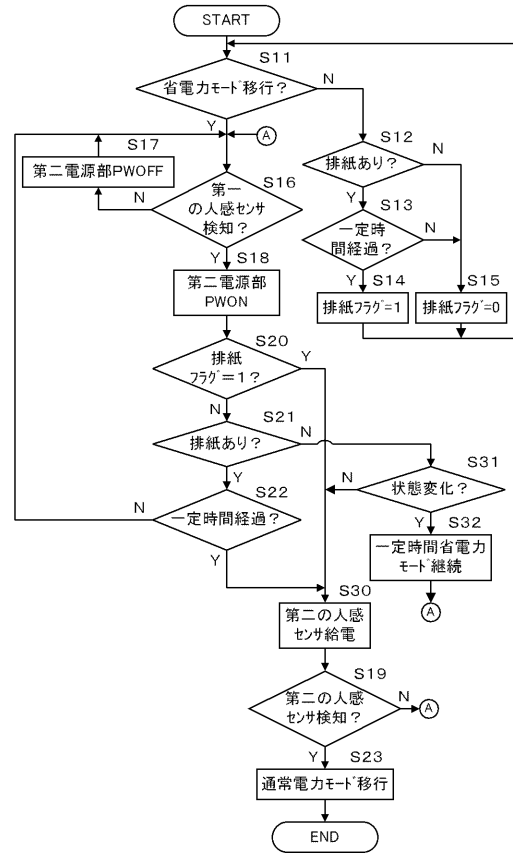 START
S11
省電力ﾓｰﾄﾞ移行？
N
Y
A
S12
排紙あり？
N
Y
S17
第二電源部PWOFF
S16
第一
の人感センサ
検知？
N
Y
S13
一定時
間経過？
N
Y
S14
排紙ﾌﾗｸﾞ=1
S15
排紙ﾌﾗｸﾞ=0
S18
第二電源部
PWON
S20
排紙
ﾌﾗｸﾞ＝１？
Y
N
S21
排紙あり？
N
Y
S31
状態変化？
N
Y
S22
一定時間経過？
N
Y
S32
一定時間省電力
ﾓｰﾄﾞ継続
A
S30
第二の人感
センサ給電
S19
第二の人感
センサ検知？
N
A
Y
S23
通常電力ﾓｰﾄﾞ移行
END